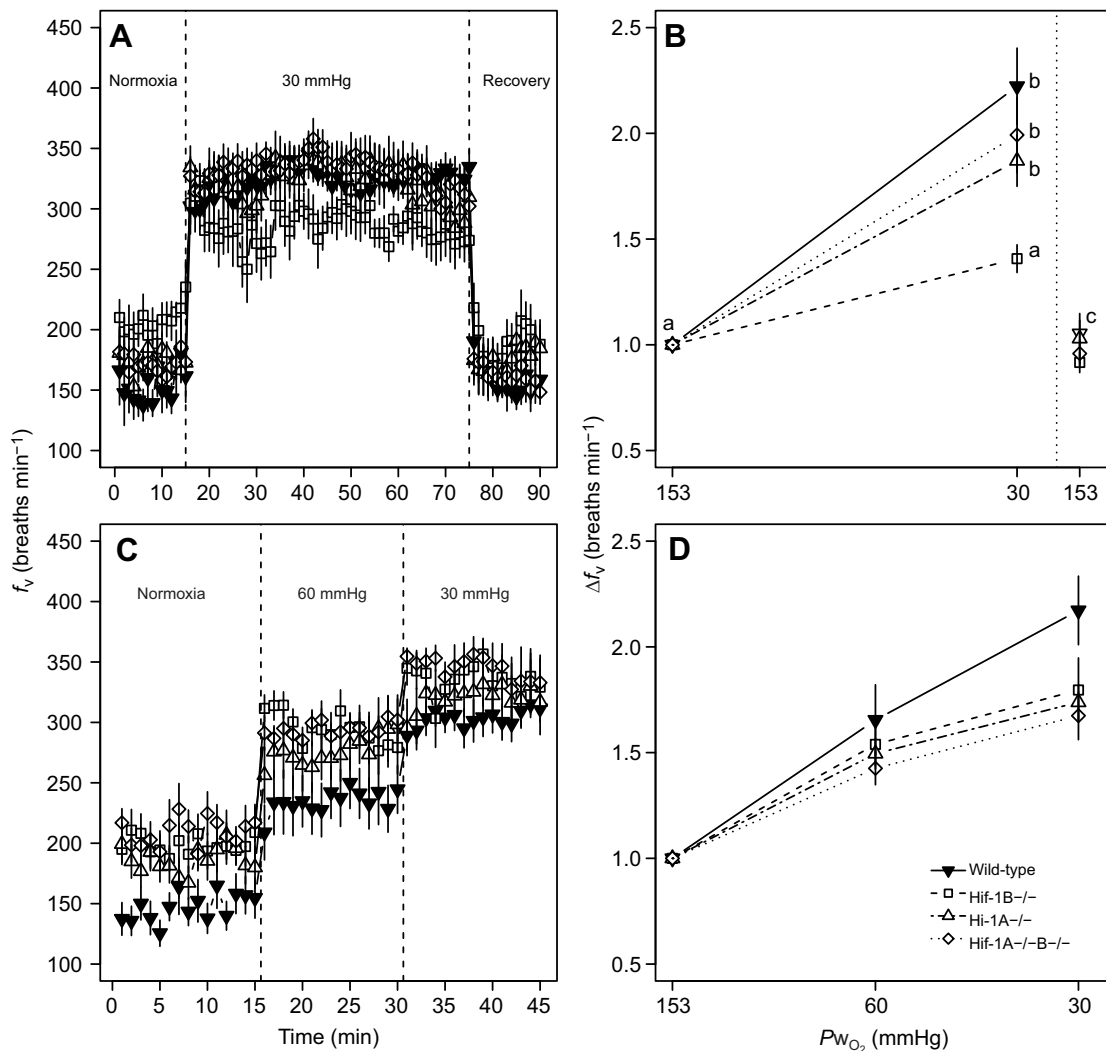 A
B
Normoxia
30 mmHg
Recovery
450
400
350
300
250
200
150
100
0 10 20 30 40 50 60 70 80 90
2.5
2.0
1.5
1.0
0.5
b
b
b
a
a
c
153 30 153
fv (breaths min−1)
Δfv (breaths min−1)
C
D
Normoxia
60 mmHg
30 mmHg
450
400
350
300
250
200
150
100
0 5 10 15 20 25 30 35 40 45
Time (min)
2.5
2.0
1.5
1.0
0.5
Wild-type
Hif-1B−/−
Hi-1A−/−
Hif-1A−/−B−/−
153 60 30
PwO2 (mmHg)